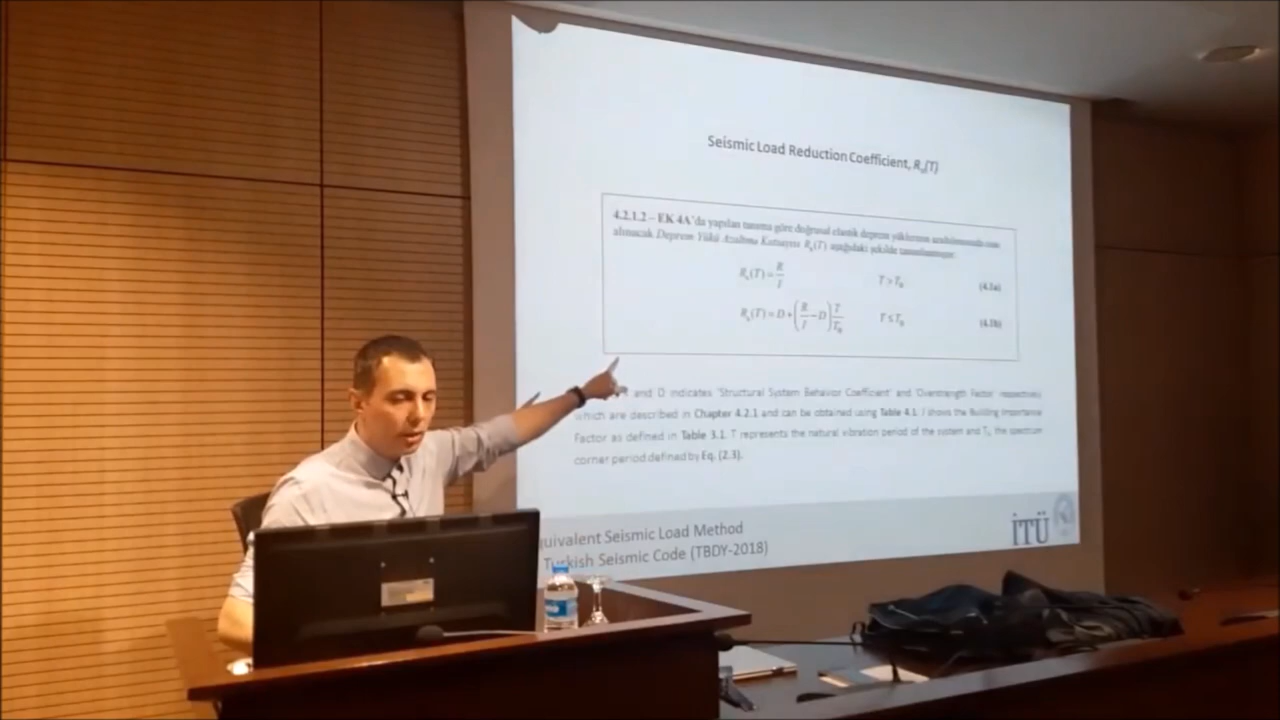 Seismic Load Reduction Coefficient, Rₐ(T)
4.2.1.2 – EK 4A'da yapılan tanıma göre doğrusal elastik deprem yüklerinin azaltılmasında esas
alınacak Deprem Yükü Azaltma Katsayısı Rₐ(T) aşağıdaki şekilde tanımlanmıştır:
Rₐ(T) = R/I T > T_B (4.1a)
Rₐ(T) = D + (R/I – D) T/T_B T ≤ T_B (4.1b)
and D indicates 'Structural System Behavior Coefficient' and 'Overstrength Factor' respectively
which are described in Chapter 4.2.1 and can be obtained using Table 4.1. I shows the Building Importance
Factor as defined in Table 3.1. T represents the natural vibration period of the system and the spectrum
corner period defined by Eq. (2.3).
quivalent Seismic Load Method
Turkish Seismic Code (TBDY-2018)
İTÜ